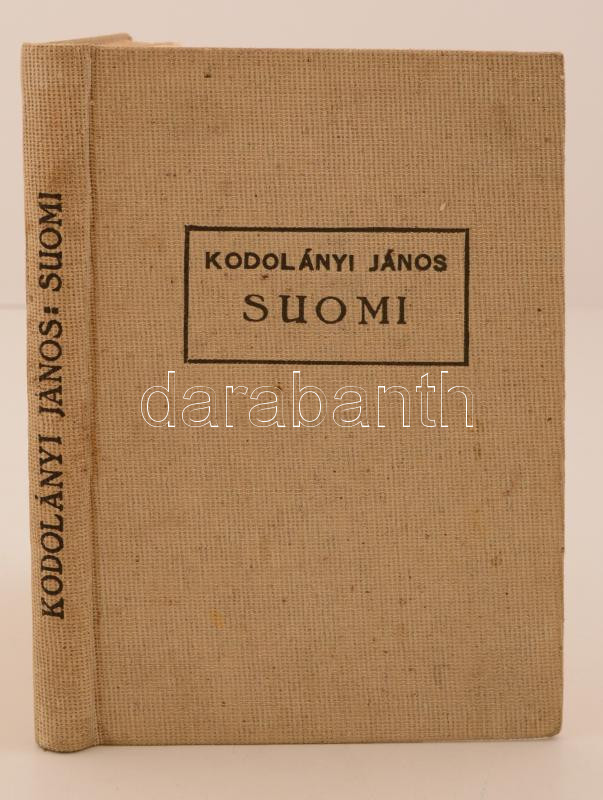 KODOLÁNYI JÁNOS: SUOMI
KODOLÁNYI JÁNOS
SUOMI
darabanth